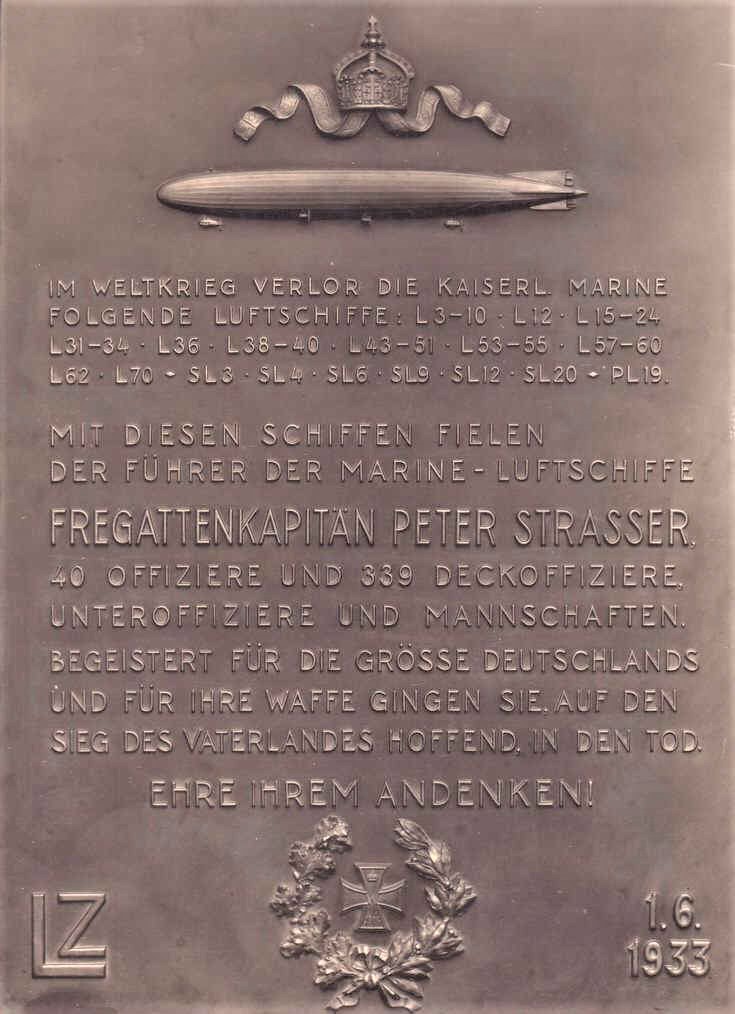 IM WELTKRIEG VERLOR DIE KAISERL. MARINE
FOLGENDE LUFTSCHIFFE: L3-10 · L12 · L15-24
L31-34 · L36 · L38-40 · L43-51 · L53-55 · L57-60
L62 · L70 · SL3 · SL4 · SL6 · SL9 · SL12 · SL20 · PL19.
MIT DIESEN SCHIFFEN FIELEN
DER FÜHRER DER MARINE-LUFTSCHIFFE
FREGATTENKAPITÄN PETER STRASSER,
40 OFFIZIERE UND 339 DECKOFFIZIERE,
UNTEROFFIZIERE UND MANNSCHAFTEN.
BEGEISTERT FÜR DIE GRÖSSE DEUTSCHLANDS
UND FÜR IHRE WAFFE GINGEN SIE, AUF DEN
SIEG DES VATERLANDES HOFFEND, IN DEN TOD.
EHRE IHREM ANDENKEN!
LZ
1.6.
1933